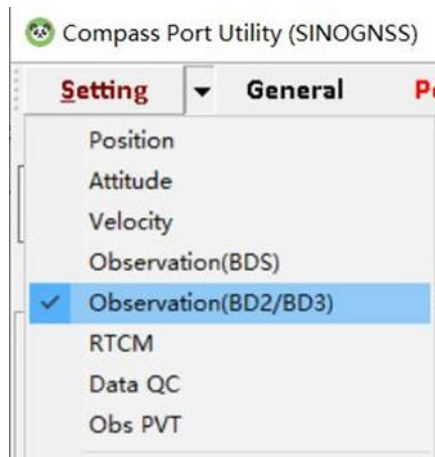 Compass Port Utility (SINOGNSS)
Setting General
Position
Attitude
Velocity
Observation(BDS)
Observation(BD2/BD3)
RTCM
Data QC
Obs PVT